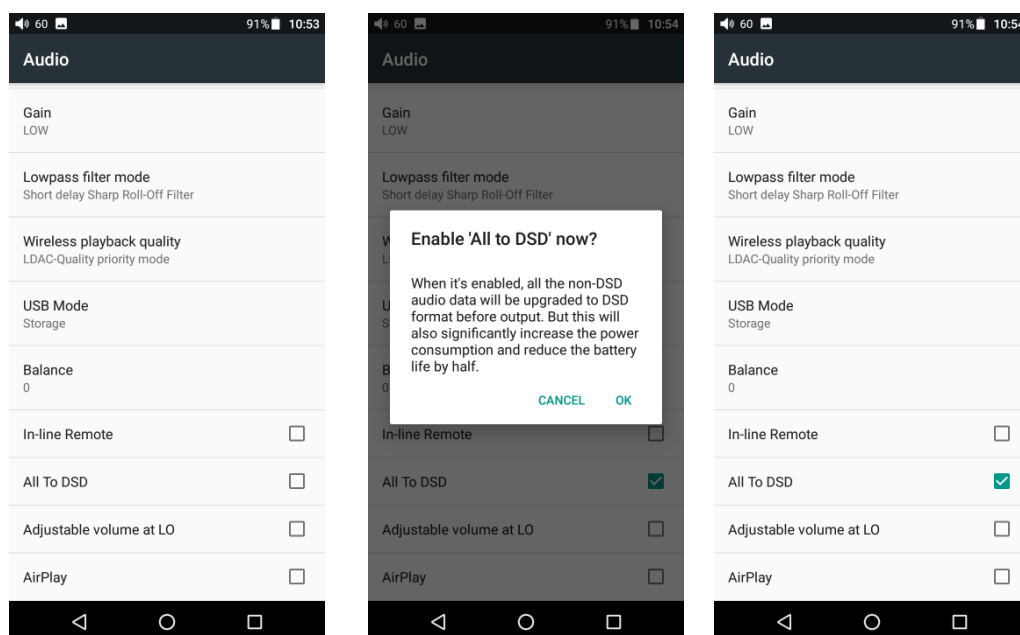 60 91% 10:53
Audio
Gain
LOW
Lowpass filter mode
Short delay Sharp Roll-Off Filter
Wireless playback quality
LDAC-Quality priority mode
USB Mode
Storage
Balance
0
In-line Remote
All To DSD
Adjustable volume at LO
AirPlay
60 91% 10:54
Audio
Gain
LOW
Lowpass filter mode
Short delay Sharp Roll-Off Filter
W
L
U
S
B
0
Enable 'All to DSD' now?
When it's enabled, all the non-DSD
audio data will be upgraded to DSD
format before output. But this will
also significantly increase the power
consumption and reduce the battery
life by half.
CANCEL OK
In-line Remote
All To DSD
Adjustable volume at LO
AirPlay
60 91% 10:54
Audio
Gain
LOW
Lowpass filter mode
Short delay Sharp Roll-Off Filter
Wireless playback quality
LDAC-Quality priority mode
USB Mode
Storage
Balance
0
In-line Remote
All To DSD
Adjustable volume at LO
AirPlay